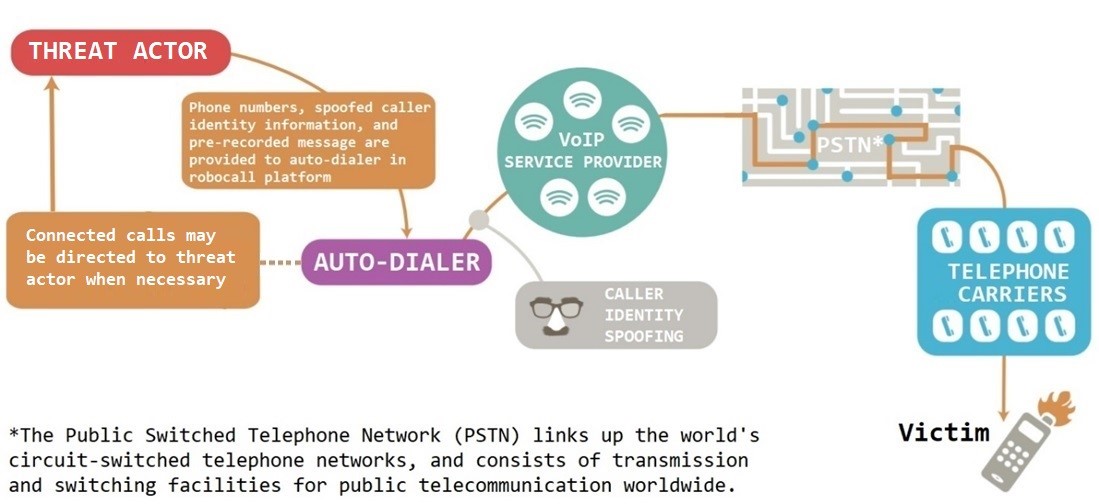 THREAT ACTOR
Phone numbers, spoofed caller
identity information, and
pre-recorded message are
provided to auto-dialer in
robocall platform
Connected calls may
be directed to threat
actor when necessary
AUTO-DIALER
VoIP
SERVICE PROVIDER
CALLER
IDENTITY
SPOOFING
PSTN*
TELEPHONE
CARRIERS
Victim
*The Public Switched Telephone Network (PSTN) links up the world's
circuit-switched telephone networks, and consists of transmission
and switching facilities for public telecommunication worldwide.